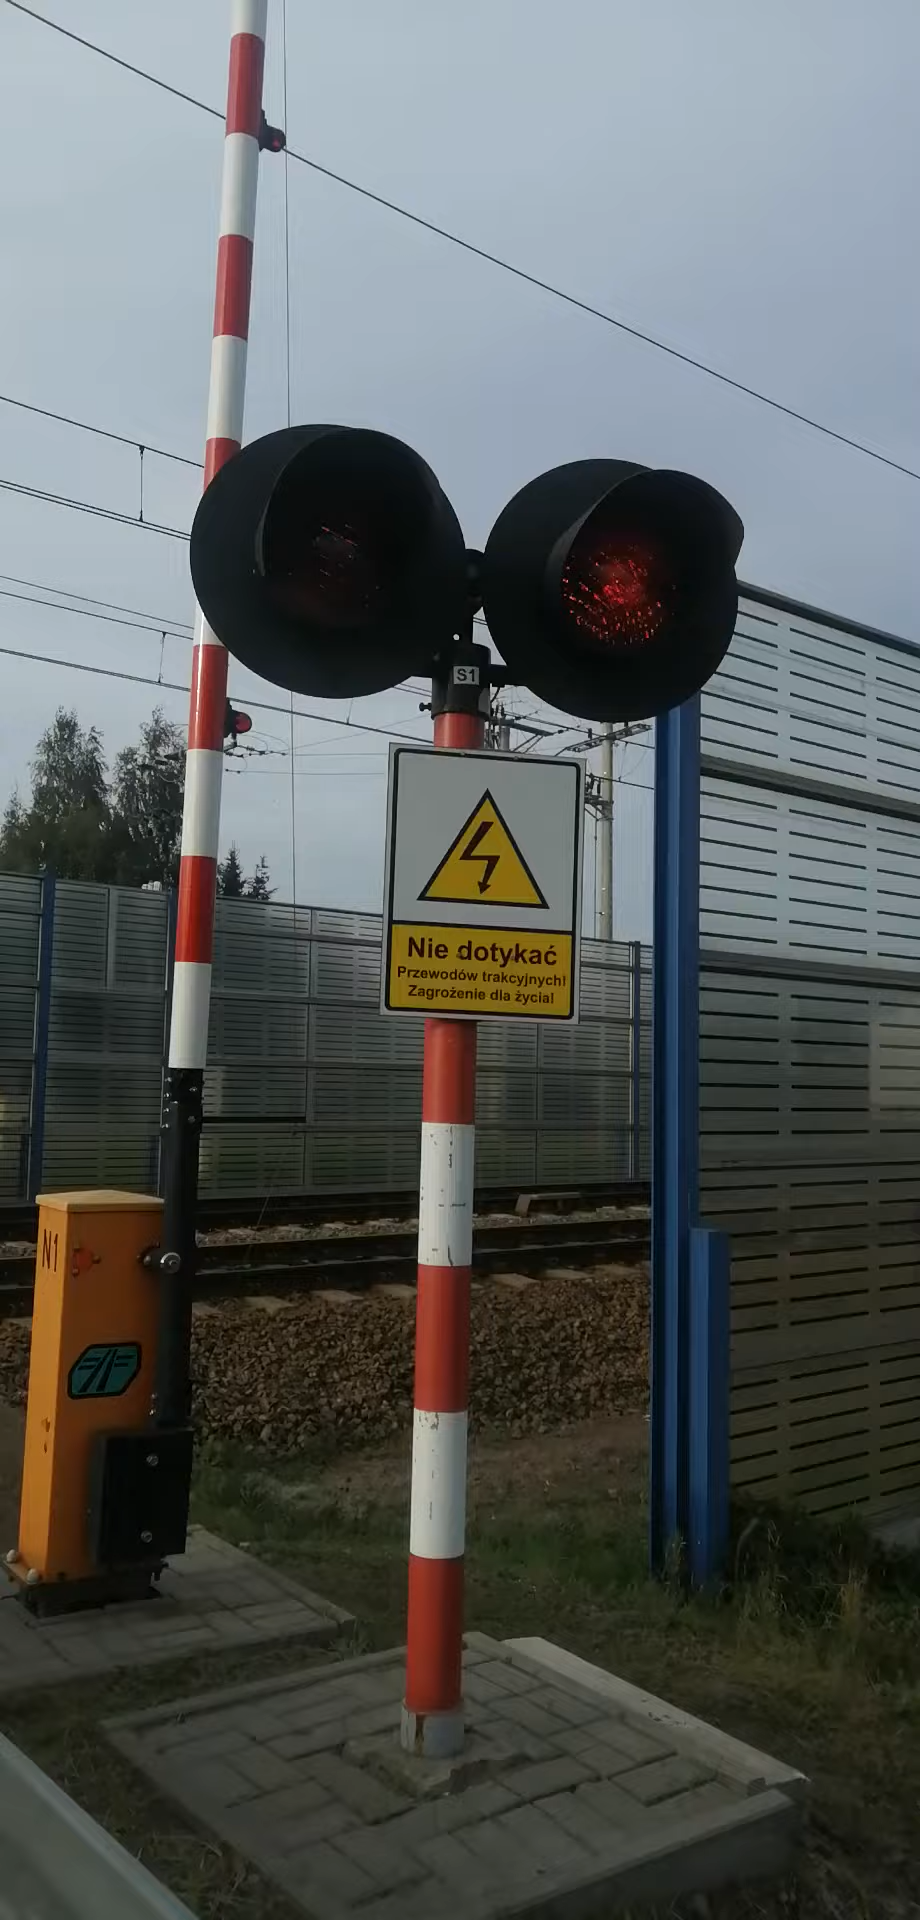 S1
Nie dotykać
Przewodów trakcyjnych!
Zagrożenie dla życia!
N1